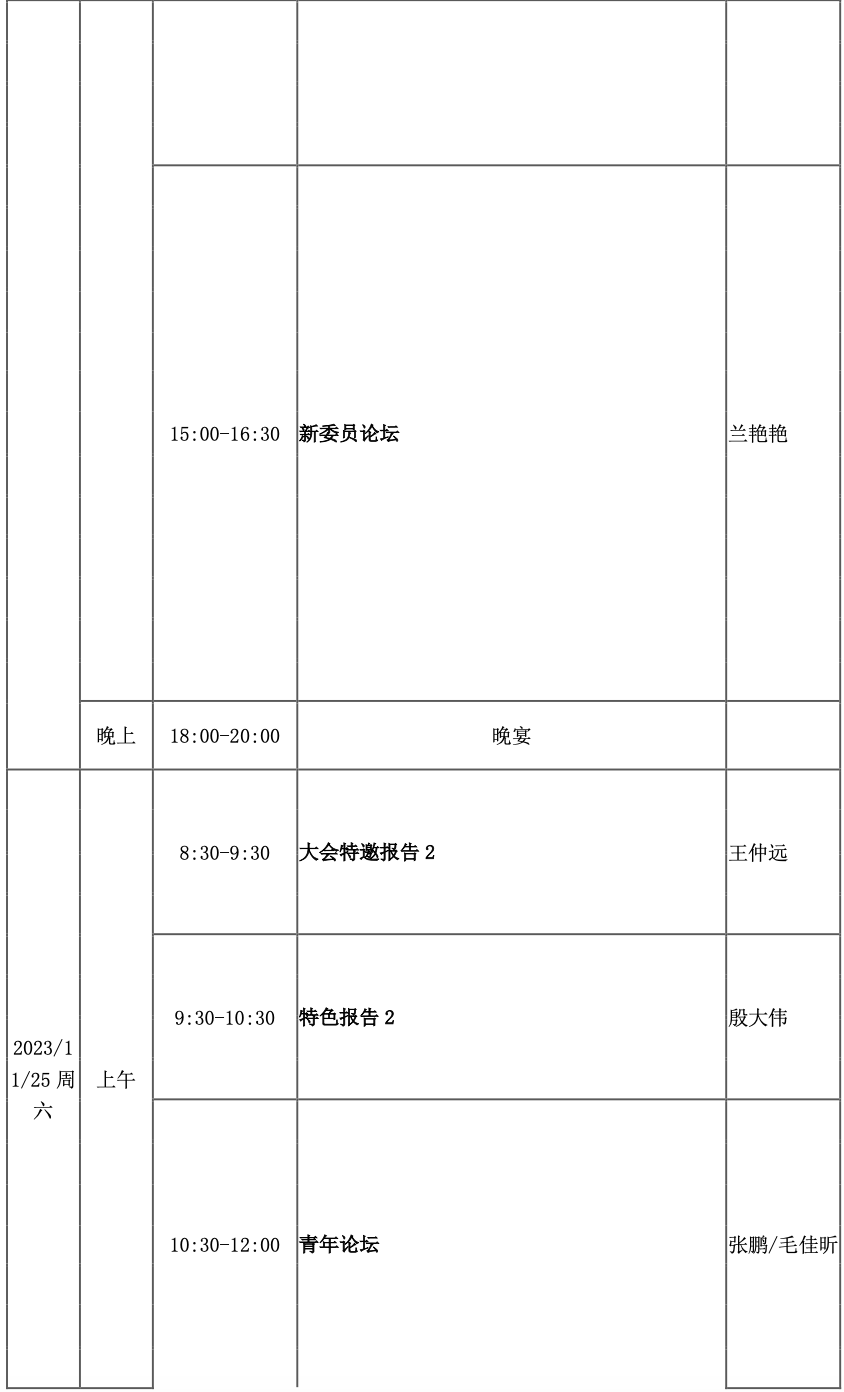 15:00-16:30 新委员论坛 兰艳艳
晚上 18:00-20:00 晚宴
8:30-9:30 大会特邀报告 2 王仲远
9:30-10:30 特色报告 2 殷大伟
2023/1
1/25 周
六
上午
10:30-12:00 青年论坛 张鹏/毛佳昕